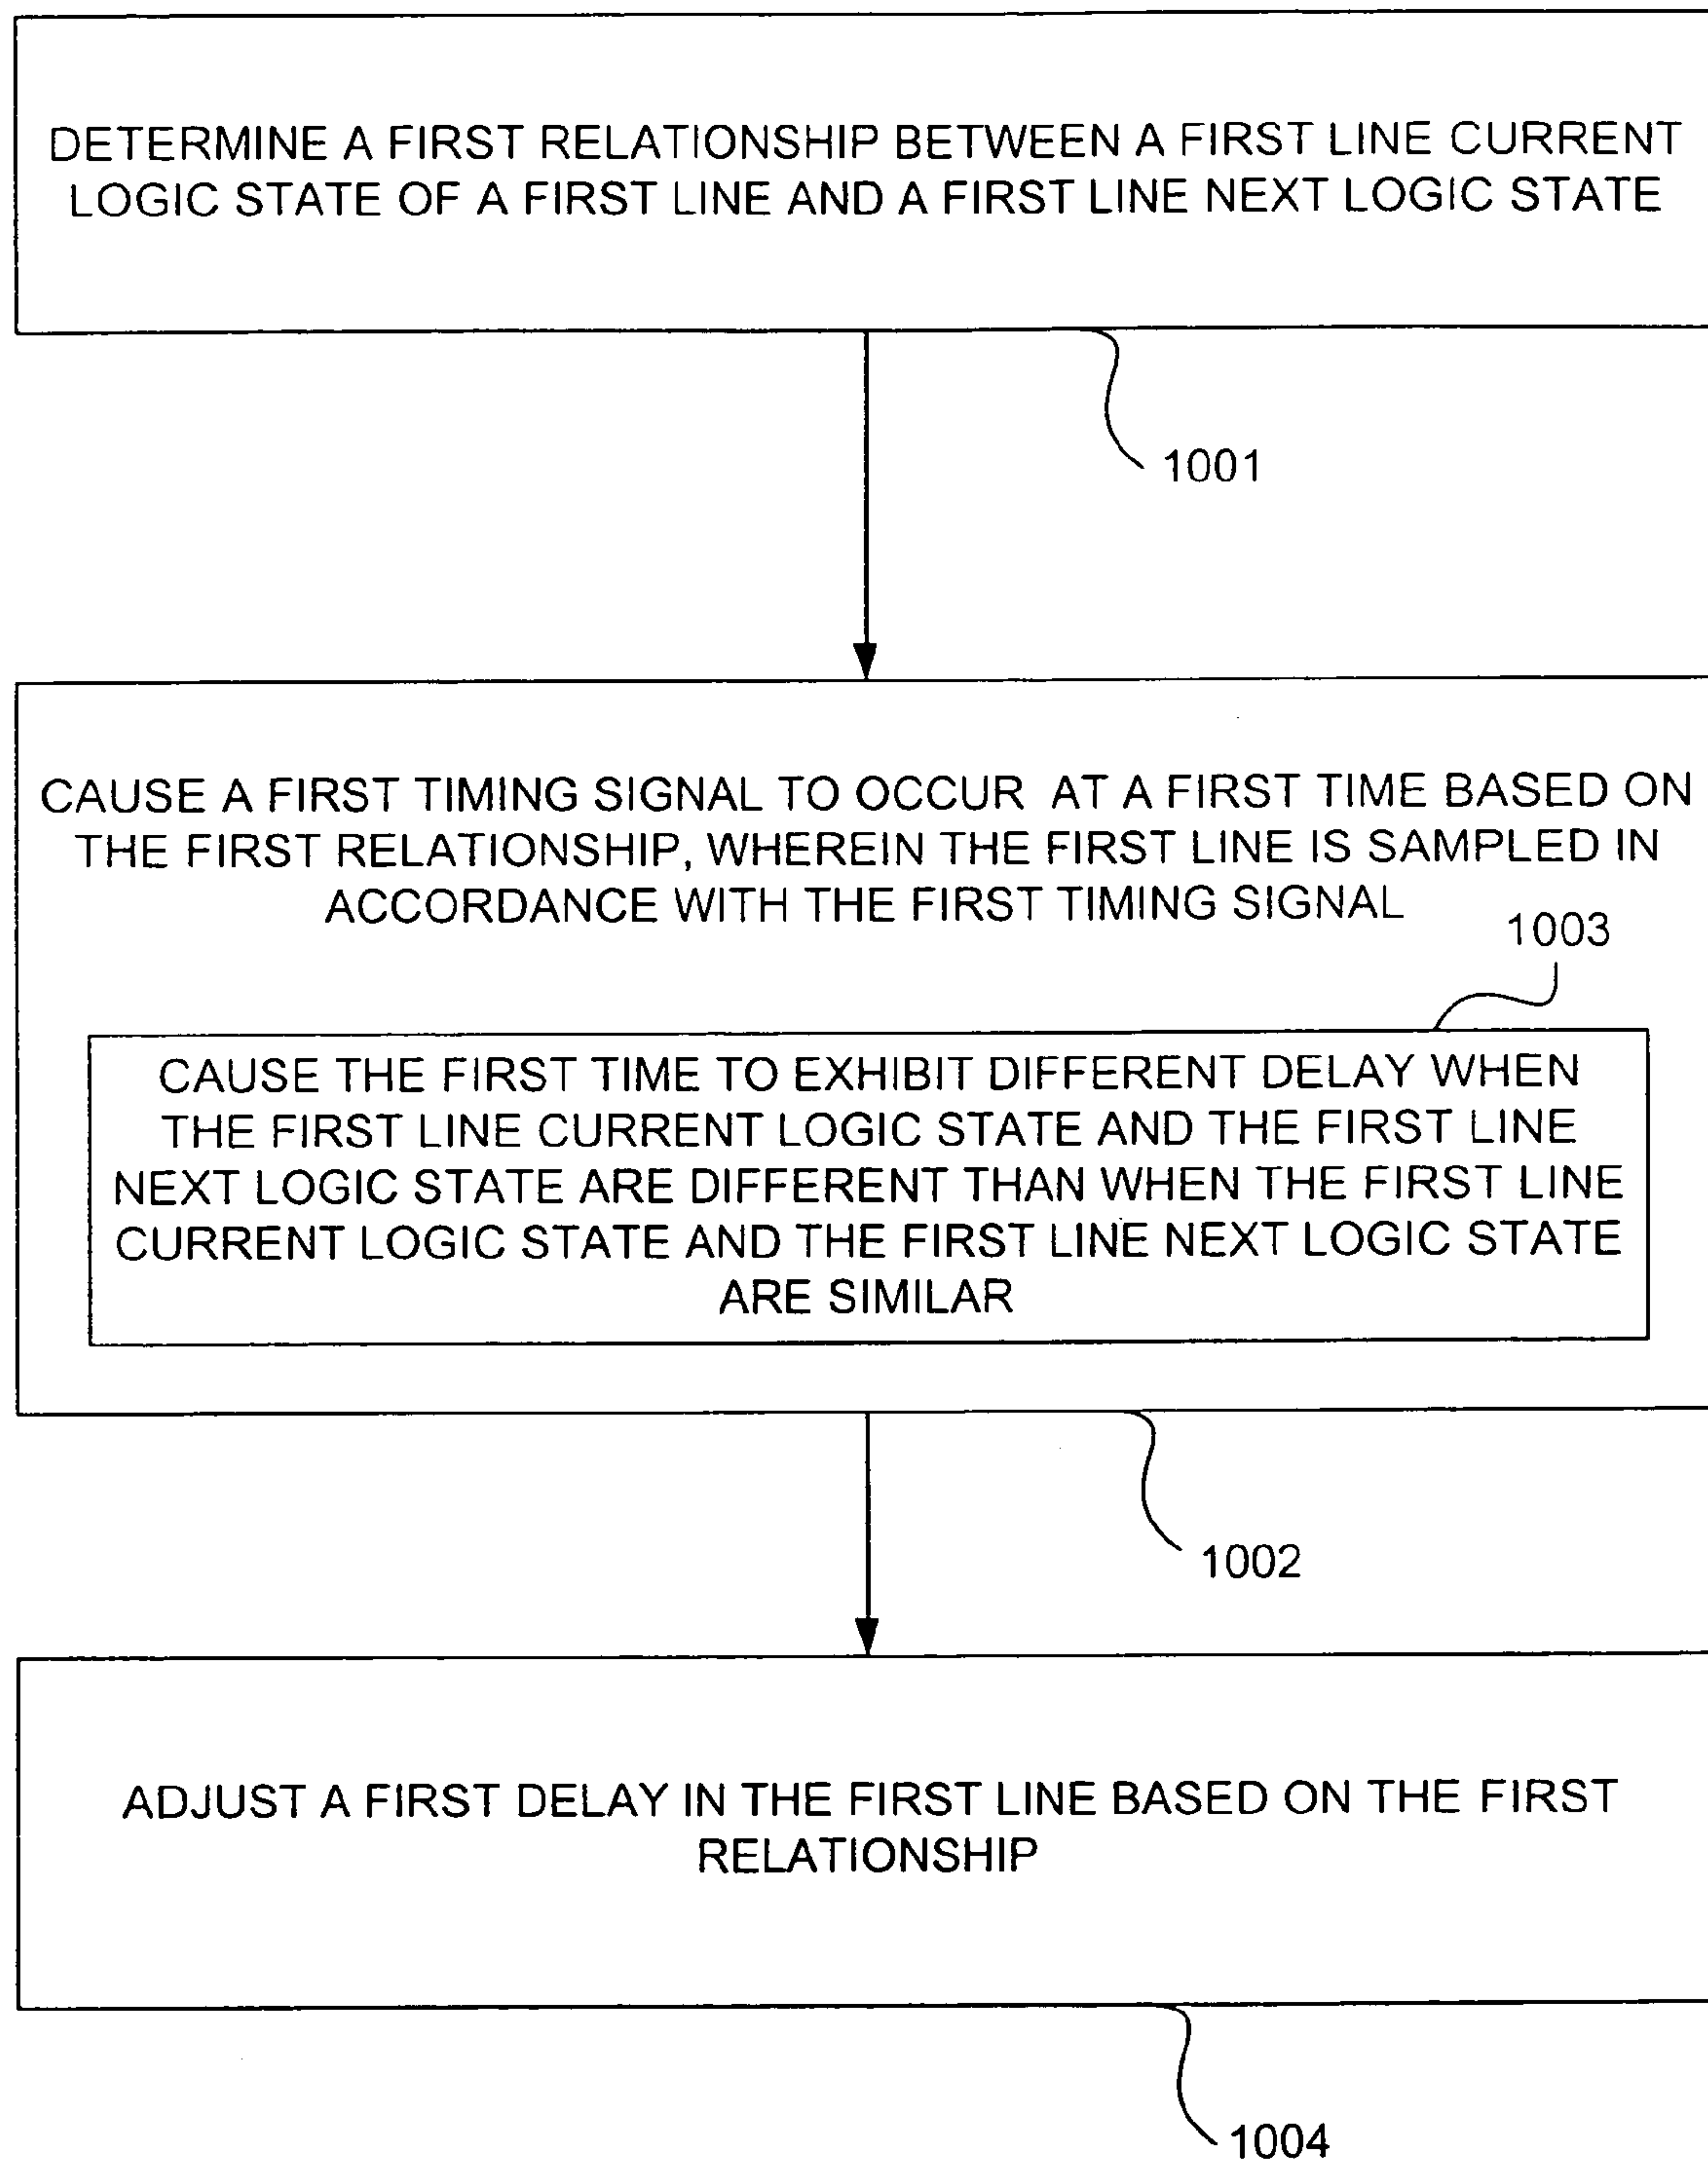 DETERMINE A FIRST RELATIONSHIP BETWEEN A FIRST LINE CURRENT
LOGIC STATE OF A FIRST LINE AND A FIRST LINE NEXT LOGIC STATE
1001
CAUSE A FIRST TIMING SIGNAL TO OCCUR AT A FIRST TIME BASED ON
THE FIRST RELATIONSHIP, WHEREIN THE FIRST LINE IS SAMPLED IN
ACCORDANCE WITH THE FIRST TIMING SIGNAL
1003
CAUSE THE FIRST TIME TO EXHIBIT DIFFERENT DELAY WHEN
THE FIRST LINE CURRENT LOGIC STATE AND THE FIRST LINE
NEXT LOGIC STATE ARE DIFFERENT THAN WHEN THE FIRST LINE
CURRENT LOGIC STATE AND THE FIRST LINE NEXT LOGIC STATE
ARE SIMILAR
1002
ADJUST A FIRST DELAY IN THE FIRST LINE BASED ON THE FIRST
RELATIONSHIP
1004